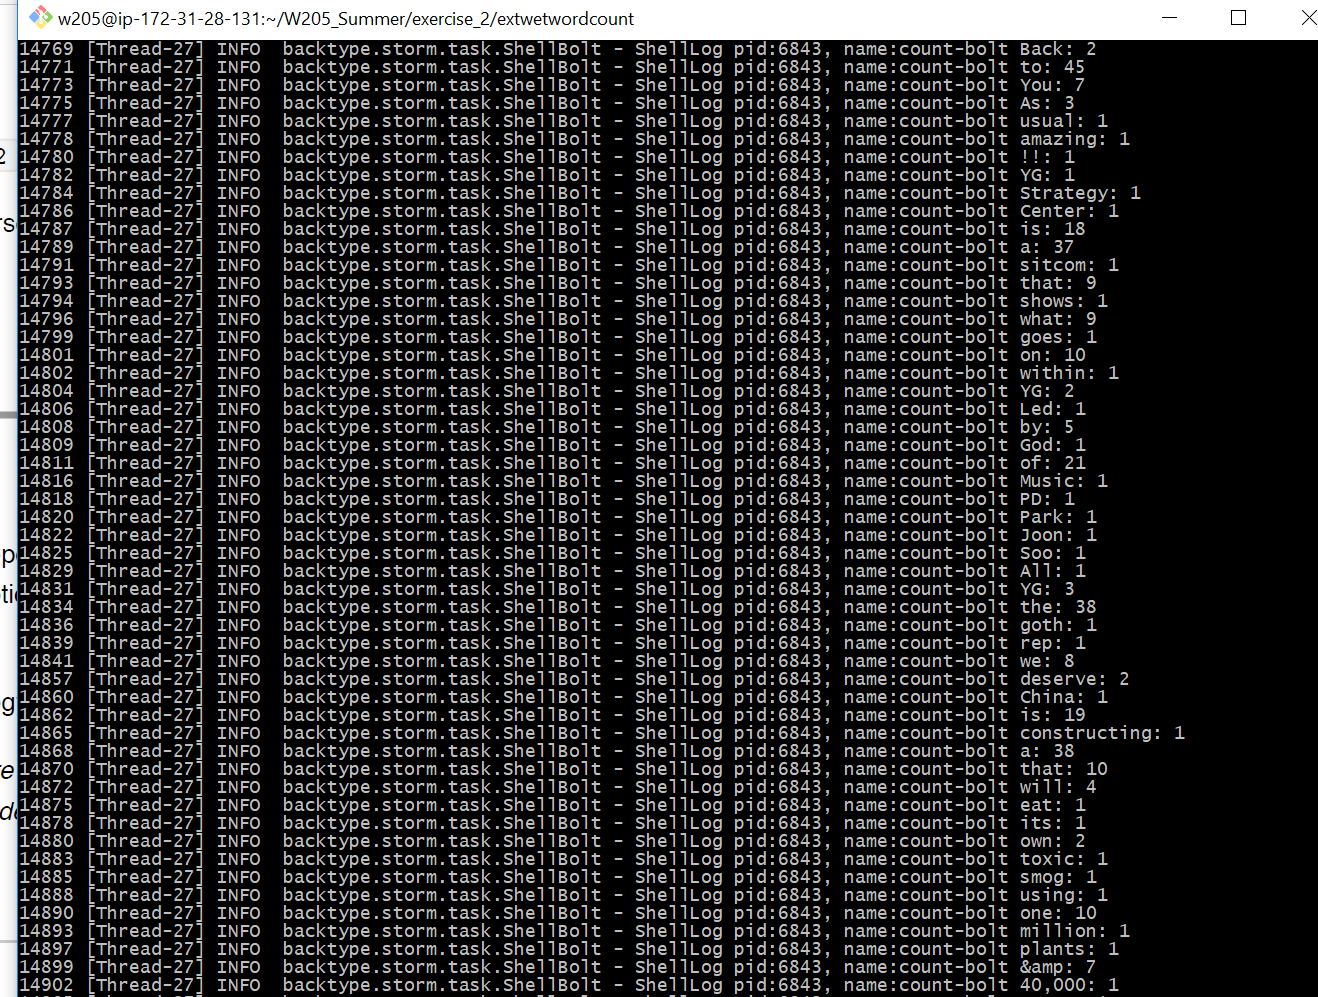 w205@ip-172-31-28-131:~/W205_Summer/exercise_2/extwetwordcount
14769 [Thread-27] INFO  backtype.storm.task.ShellBolt - ShellLog pid:6843, name:count-bolt Back: 2
14771 [Thread-27] INFO  backtype.storm.task.ShellBolt - ShellLog pid:6843, name:count-bolt to: 45
14773 [Thread-27] INFO  backtype.storm.task.ShellBolt - ShellLog pid:6843, name:count-bolt You: 7
14775 [Thread-27] INFO  backtype.storm.task.ShellBolt - ShellLog pid:6843, name:count-bolt As: 3
14777 [Thread-27] INFO  backtype.storm.task.ShellBolt - ShellLog pid:6843, name:count-bolt usual: 1
14778 [Thread-27] INFO  backtype.storm.task.ShellBolt - ShellLog pid:6843, name:count-bolt amazing: 1
14780 [Thread-27] INFO  backtype.storm.task.ShellBolt - ShellLog pid:6843, name:count-bolt !!: 1
14782 [Thread-27] INFO  backtype.storm.task.ShellBolt - ShellLog pid:6843, name:count-bolt YG: 1
14784 [Thread-27] INFO  backtype.storm.task.ShellBolt - ShellLog pid:6843, name:count-bolt Strategy: 1
14786 [Thread-27] INFO  backtype.storm.task.ShellBolt - ShellLog pid:6843, name:count-bolt Center: 1
14787 [Thread-27] INFO  backtype.storm.task.ShellBolt - ShellLog pid:6843, name:count-bolt is: 18
14789 [Thread-27] INFO  backtype.storm.task.ShellBolt - ShellLog pid:6843, name:count-bolt a: 37
14791 [Thread-27] INFO  backtype.storm.task.ShellBolt - ShellLog pid:6843, name:count-bolt sitcom: 1
14793 [Thread-27] INFO  backtype.storm.task.ShellBolt - ShellLog pid:6843, name:count-bolt that: 9
14794 [Thread-27] INFO  backtype.storm.task.ShellBolt - ShellLog pid:6843, name:count-bolt shows: 1
14796 [Thread-27] INFO  backtype.storm.task.ShellBolt - ShellLog pid:6843, name:count-bolt what: 9
14799 [Thread-27] INFO  backtype.storm.task.ShellBolt - ShellLog pid:6843, name:count-bolt goes: 1
14801 [Thread-27] INFO  backtype.storm.task.ShellBolt - ShellLog pid:6843, name:count-bolt on: 10
14802 [Thread-27] INFO  backtype.storm.task.ShellBolt - ShellLog pid:6843, name:count-bolt within: 1
14804 [Thread-27] INFO  backtype.storm.task.ShellBolt - ShellLog pid:6843, name:count-bolt YG: 2
14806 [Thread-27] INFO  backtype.storm.task.ShellBolt - ShellLog pid:6843, name:count-bolt Led: 1
14808 [Thread-27] INFO  backtype.storm.task.ShellBolt - ShellLog pid:6843, name:count-bolt by: 5
14809 [Thread-27] INFO  backtype.storm.task.ShellBolt - ShellLog pid:6843, name:count-bolt God: 1
14811 [Thread-27] INFO  backtype.storm.task.ShellBolt - ShellLog pid:6843, name:count-bolt of: 21
14816 [Thread-27] INFO  backtype.storm.task.ShellBolt - ShellLog pid:6843, name:count-bolt Music: 1
14818 [Thread-27] INFO  backtype.storm.task.ShellBolt - ShellLog pid:6843, name:count-bolt PD: 1
14820 [Thread-27] INFO  backtype.storm.task.ShellBolt - ShellLog pid:6843, name:count-bolt Park: 1
14822 [Thread-27] INFO  backtype.storm.task.ShellBolt - ShellLog pid:6843, name:count-bolt Joon: 1
14825 [Thread-27] INFO  backtype.storm.task.ShellBolt - ShellLog pid:6843, name:count-bolt Soo: 1
14829 [Thread-27] INFO  backtype.storm.task.ShellBolt - ShellLog pid:6843, name:count-bolt All: 1
14831 [Thread-27] INFO  backtype.storm.task.ShellBolt - ShellLog pid:6843, name:count-bolt YG: 3
14834 [Thread-27] INFO  backtype.storm.task.ShellBolt - ShellLog pid:6843, name:count-bolt the: 38
14836 [Thread-27] INFO  backtype.storm.task.ShellBolt - ShellLog pid:6843, name:count-bolt goth: 1
14839 [Thread-27] INFO  backtype.storm.task.ShellBolt - ShellLog pid:6843, name:count-bolt rep: 1
14841 [Thread-27] INFO  backtype.storm.task.ShellBolt - ShellLog pid:6843, name:count-bolt we: 8
14857 [Thread-27] INFO  backtype.storm.task.ShellBolt - ShellLog pid:6843, name:count-bolt deserve: 2
14860 [Thread-27] INFO  backtype.storm.task.ShellBolt - ShellLog pid:6843, name:count-bolt China: 1
14862 [Thread-27] INFO  backtype.storm.task.ShellBolt - ShellLog pid:6843, name:count-bolt is: 19
14865 [Thread-27] INFO  backtype.storm.task.ShellBolt - ShellLog pid:6843, name:count-bolt constructing: 1
14868 [Thread-27] INFO  backtype.storm.task.ShellBolt - ShellLog pid:6843, name:count-bolt a: 38
14870 [Thread-27] INFO  backtype.storm.task.ShellBolt - ShellLog pid:6843, name:count-bolt that: 10
14872 [Thread-27] INFO  backtype.storm.task.ShellBolt - ShellLog pid:6843, name:count-bolt will: 4
14875 [Thread-27] INFO  backtype.storm.task.ShellBolt - ShellLog pid:6843, name:count-bolt eat: 1
14878 [Thread-27] INFO  backtype.storm.task.ShellBolt - ShellLog pid:6843, name:count-bolt its: 1
14880 [Thread-27] INFO  backtype.storm.task.ShellBolt - ShellLog pid:6843, name:count-bolt own: 2
14883 [Thread-27] INFO  backtype.storm.task.ShellBolt - ShellLog pid:6843, name:count-bolt toxic: 1
14885 [Thread-27] INFO  backtype.storm.task.ShellBolt - ShellLog pid:6843, name:count-bolt smog: 1
14888 [Thread-27] INFO  backtype.storm.task.ShellBolt - ShellLog pid:6843, name:count-bolt using: 1
14890 [Thread-27] INFO  backtype.storm.task.ShellBolt - ShellLog pid:6843, name:count-bolt one: 10
14893 [Thread-27] INFO  backtype.storm.task.ShellBolt - ShellLog pid:6843, name:count-bolt million: 1
14897 [Thread-27] INFO  backtype.storm.task.ShellBolt - ShellLog pid:6843, name:count-bolt plants: 1
14899 [Thread-27] INFO  backtype.storm.task.ShellBolt - ShellLog pid:6843, name:count-bolt &amp: 7
14902 [Thread-27] INFO  backtype.storm.task.ShellBolt - ShellLog pid:6843, name:count-bolt 40,000: 1